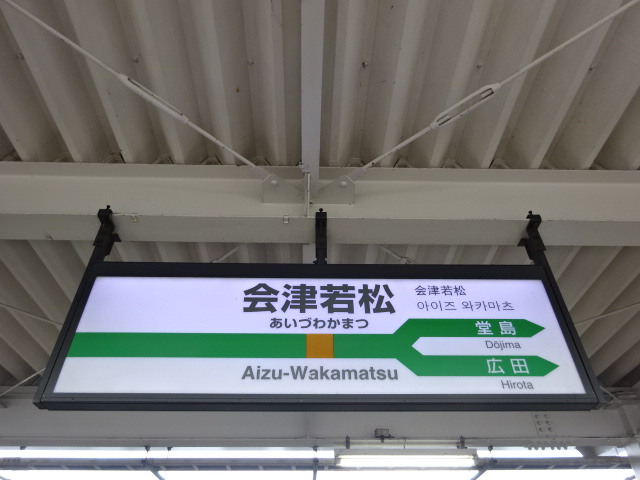 会津若松
あいづわかまつ
Aizu-Wakamatsu
会津若松
아이즈 와카마츠
堂島
Dōjima
広田
Hirota